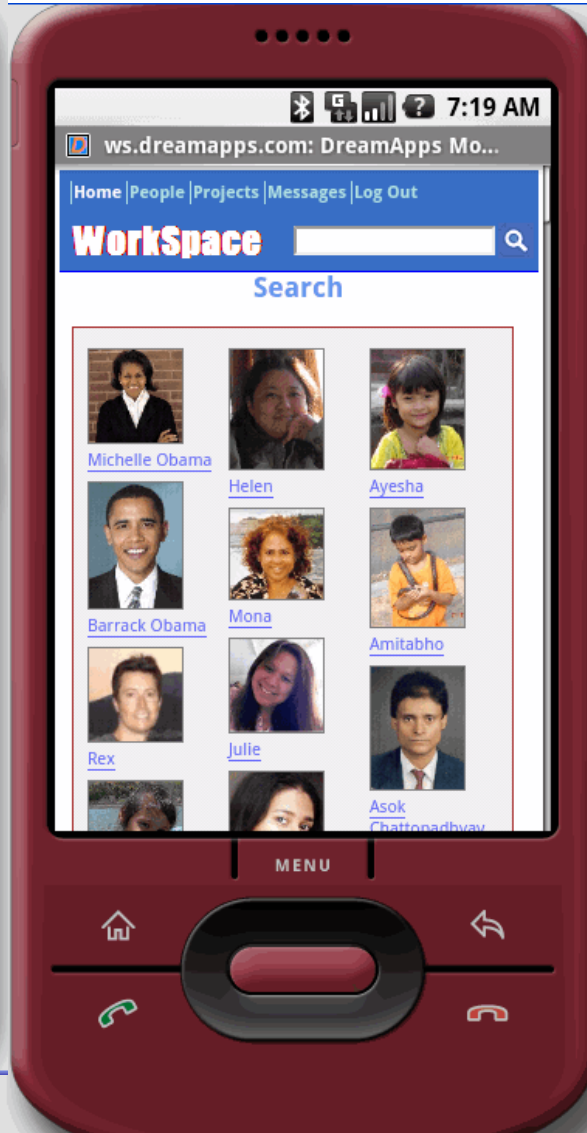 7:19 AM
ws.dreamapps.com: DreamApps Mo...
Home People Projects Messages Log Out
WorkSpace
Search
Michelle Obama
Helen
Ayesha
Barrack Obama
Mona
Amitabho
Rex
Julie
Asok
Chattopadhyay
MENU